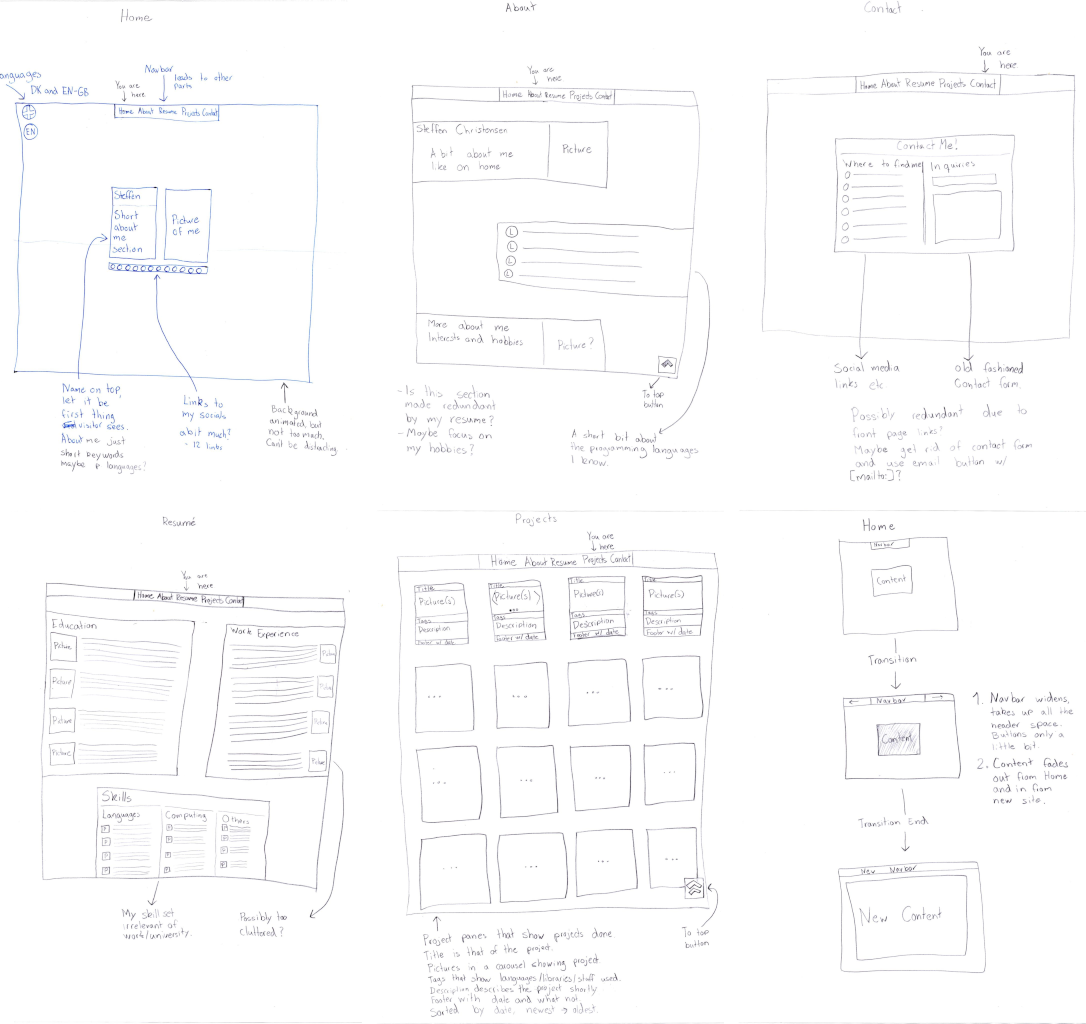 Home
Languages
DK and EN-GB
You are
here
Navbar
leads to other
parts
Home About Resume Projects Contact
EN
Steffen
Short
about
me
section
Picture
of me
Name on top,
let it be
first thing
visitor sees.
About me just
short keywords
maybe languages?
Links to
my socials
a bit much?
~ 12 links
Background
animated, but
not too much.
Can't be distracting.
About
You are
here
Home About Resume Projects Contact
Steffen Christensen
A bit about me
like on home
Picture
L
L
L
L
More about me
Interests and hobbies
Picture?
To top
button
- Is this section
made redundant
by my resume?
- Maybe focus on
my hobbies?
A short bit about
the programming languages
I know.
Contact
You are
here
Home About Resume Projects Contact
Contact Me!
Where to find me
Inquiries
Social media
links etc
old fashioned
Contact form.
Possibly redundant due to
front page links?
Maybe get rid of contact form
and use email button w/
[mailto:]?
Resumé
You are
here
Home About Resume Projects Contact
Education
Picture
Picture
Picture
Picture
Work Experience
Picture
Picture
Picture
Picture
Skills
Languages
Computing
Others
P
P
P
P
P
P
P
P
P
P
P
P
My skill set
irrelevant of
work/university.
Possibly too
cluttered?
Projects
You are
here
Home About Resume Projects Contact
Title
Picture(s)
Tags
Description
Footer w/ date
Title
< Picture(s) >
...
Tags
Description
Footer w/ date
Title
Picture(s)
Tags
Description
Footer w/ date
Title
Picture(s)
Tags
Description
Footer w/ date
... ... ... ...
... ... ... ...
... ... ... ...
To top
button
Project panes that show projects done
Title is that of the project.
Pictures in a carousel showing project
Tags that show languages/libraries/stuff used.
Description describes the project shortly
Footer with date and what not.
Sorted by date, newest → oldest.
Home
Navbar
Content
Transition
← Navbar →
Content
1. Navbar widens,
takes up all the
header space.
Buttons only a
little bit.
2. Content fades
out from Home
and in from
new site.
Transition End
New Navbar
New Content